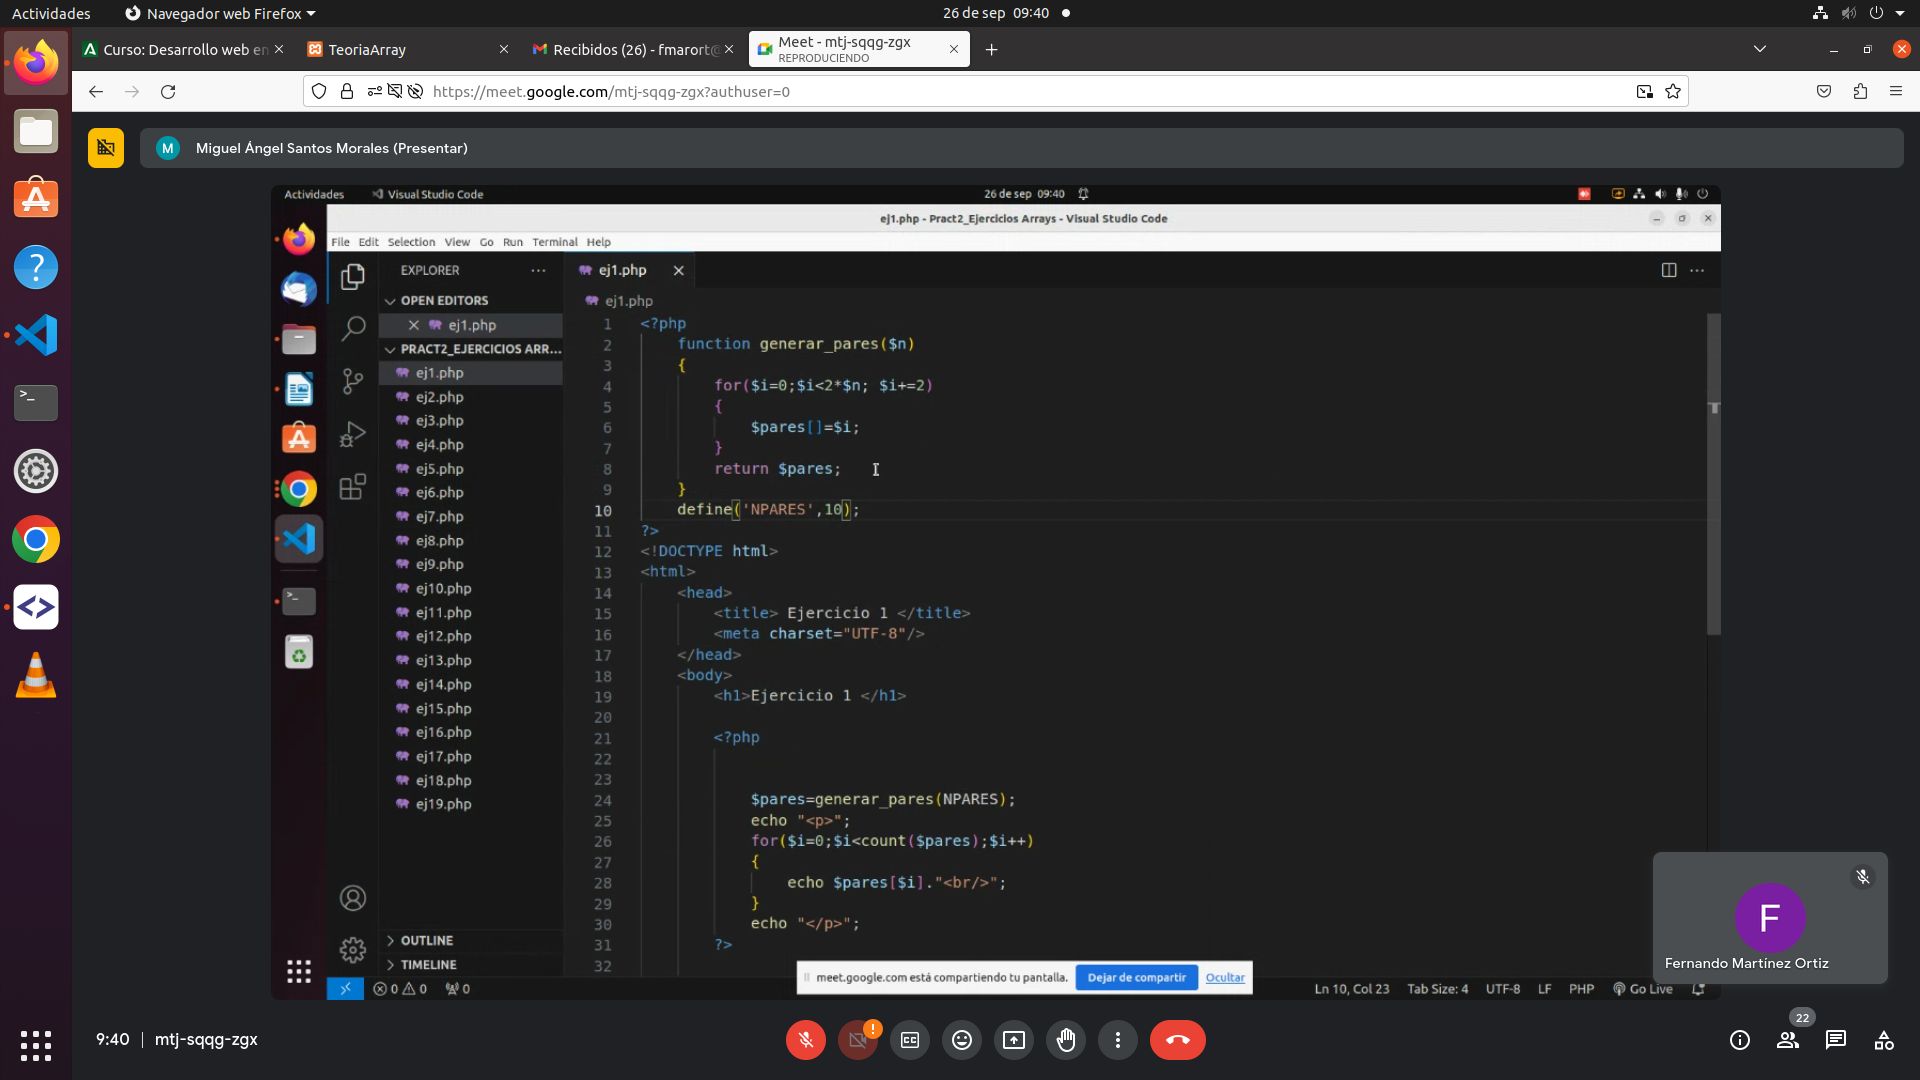 Actividades
Navegador web Firefox
26 de sep 09:40
Curso: Desarrollo web en
TeoriaArray
Recibidos (26) - fmarort@
Meet - mtj-sqqg-zgx
REPRODUCIENDO
https://meet.google.com/mtj-sqqg-zgx?authuser=0
M
Miguel Ángel Santos Morales (Presentar)
Actividades
Visual Studio Code
26 de sep 09:40
ej1.php - Pract2_Ejercicios Arrays - Visual Studio Code
File Edit Selection View Go Run Terminal Help
EXPLORER
OPEN EDITORS
ej1.php
PRACT2_EJERCICIOS ARR...
ej1.php
ej2.php
ej3.php
ej4.php
ej5.php
ej6.php
ej7.php
ej8.php
ej9.php
ej10.php
ej11.php
ej12.php
ej13.php
ej14.php
ej15.php
ej16.php
ej17.php
ej18.php
ej19.php
OUTLINE
TIMELINE
ej1.php
ej1.php
1 <?php
2 function generar_pares($n)
3 {
4 for($i=0;$i<2*$n; $i+=2)
5 {
6 $pares[]=$i;
7 }
8 return $pares;
9 }
10 define('NPARES',10);
11 ?>
12 <!DOCTYPE html>
13 <html>
14 <head>
15 <title> Ejercicio 1 </title>
16 <meta charset="UTF-8"/>
17 </head>
18 <body>
19 <h1>Ejercicio 1 </h1>
20
21 <?php
22
23
24 $pares=generar_pares(NPARES);
25 echo "<p>";
26 for($i=0;$i<count($pares);$i++)
27 {
28 echo $pares[$i]."<br/>";
29 }
30 echo "</p>";
31 ?>
32
meet.google.com está compartiendo tu pantalla.
Dejar de compartir
Ocultar
0 0 0
Ln 10, Col 23 Tab Size: 4 UTF-8 LF PHP Go Live
F
Fernando Martínez Ortiz
9:40 | mtj-sqqg-zgx
22